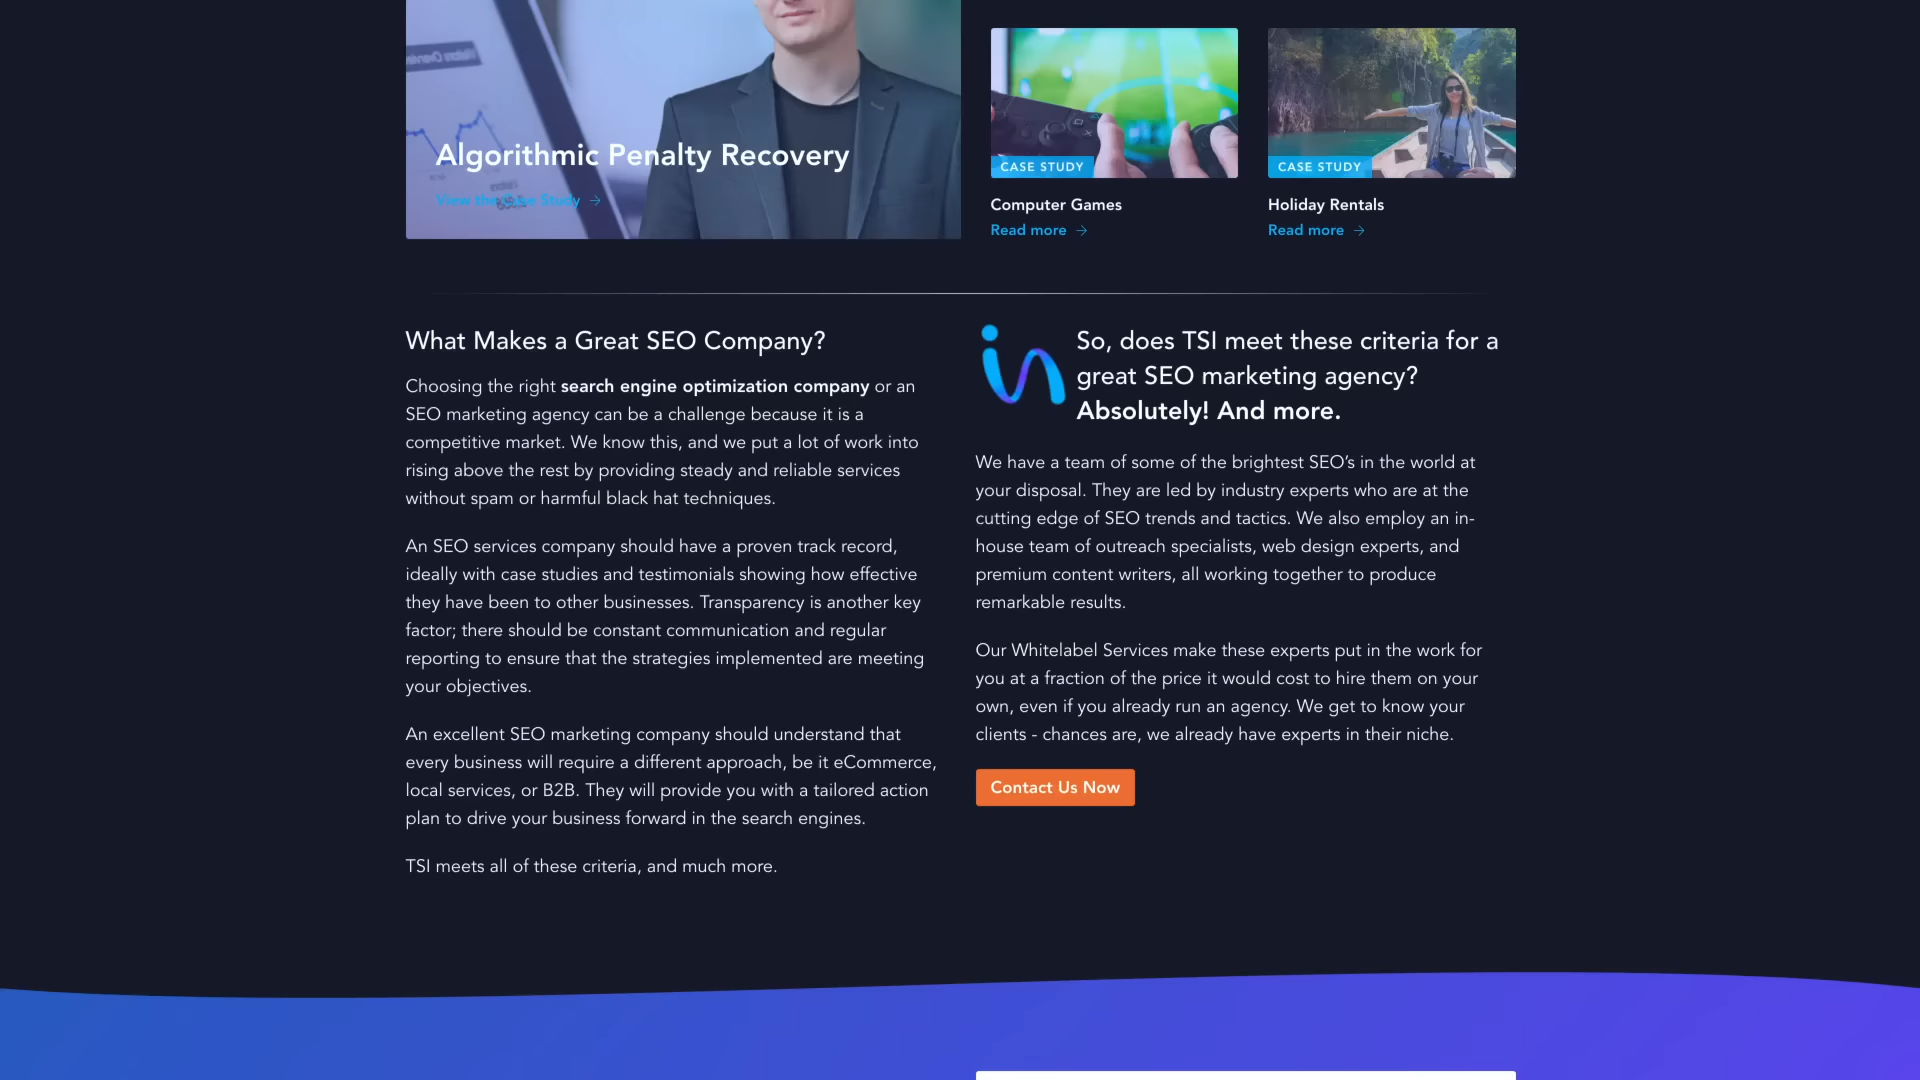 Algorithmic Penalty Recovery
View the Case Study
CASE STUDY
Computer Games
Read more
CASE STUDY
Holiday Rentals
Read more
What Makes a Great SEO Company?
Choosing the right search engine optimization company or an
SEO marketing agency can be a challenge because it is a
competitive market. We know this, and we put a lot of work into
rising above the rest by providing steady and reliable services
without spam or harmful black hat techniques.
An SEO services company should have a proven track record,
ideally with case studies and testimonials showing how effective
they have been to other businesses. Transparency is another key
factor; there should be constant communication and regular
reporting to ensure that the strategies implemented are meeting
your objectives.
An excellent SEO marketing company should understand that
every business will require a different approach, be it eCommerce,
local services, or B2B. They will provide you with a tailored action
plan to drive your business forward in the search engines.
TSI meets all of these criteria, and much more.
So, does TSI meet these criteria for a
great SEO marketing agency?
Absolutely! And more.
We have a team of some of the brightest SEO’s in the world at
your disposal. They are led by industry experts who are at the
cutting edge of SEO trends and tactics. We also employ an in-
house team of outreach specialists, web design experts, and
premium content writers, all working together to produce
remarkable results.
Our Whitelabel Services make these experts put in the work for
you at a fraction of the price it would cost to hire them on your
own, even if you already run an agency. We get to know your
clients - chances are, we already have experts in their niche.
Contact Us Now